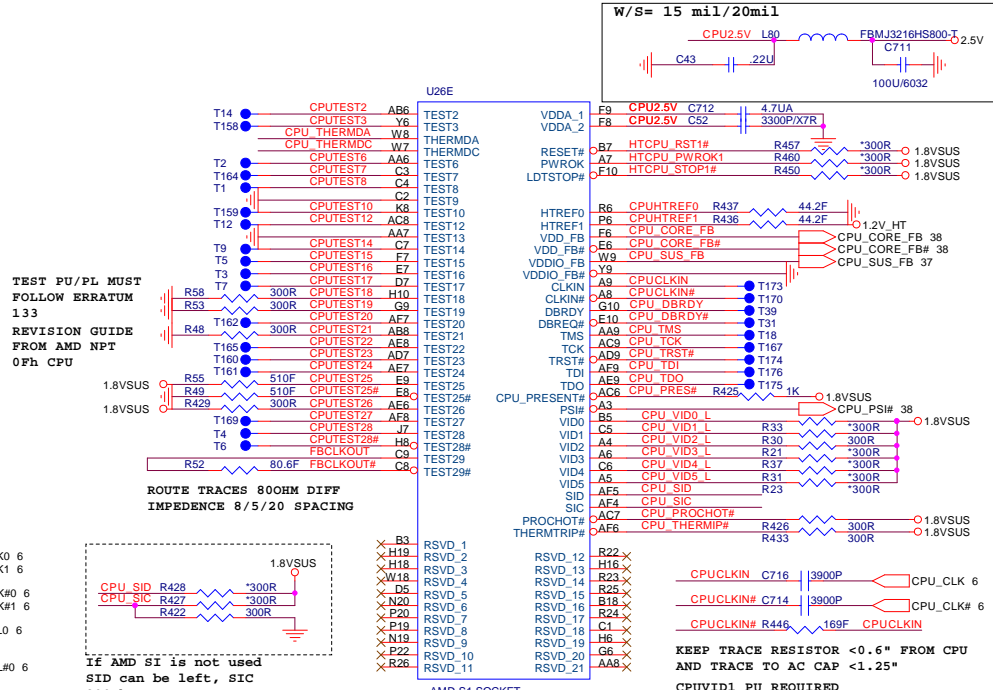 W/S= 15 mil/20mil
CPU2.5V L80 FBMJ3216HS800-T 2.5V
C43 .22U C711
100U/6032
U26E
T14 CPUTEST2 AB6 TEST2 VDDA_1 F9 CPU2.5V C712 4.7UA
T158 CPUTEST3 Y6 TEST3 VDDA_2 F8 CPU2.5V C52 3300P/X7R
CPU_THERMDA W8 THERMDA
CPU_THERMDC W7 THERMDC RESET# B7 HTCPU_RST1# R457 *300R 1.8VSUS
T2 CPUTEST6 AA6 TEST6 PWROK A7 HTCPU_PWROK1 R460 *300R 1.8VSUS
T164 CPUTEST7 C3 TEST7 LDTSTOP# F10 HTCPU_STOP1# R450 *300R 1.8VSUS
T1 CPUTEST8 C4 TEST8
C2 TEST9
T159 CPUTEST10 K8 TEST10 HTREF0 R6 CPUHTREF0 R437 44.2F
T12 CPUTEST12 AC8 TEST12 HTREF1 P6 CPUHTREF1 R436 44.2F 1.2V_HT
AA7 TEST13 VDD_FB F6 CPU_CORE_FB CPU_CORE_FB 38
T9 CPUTEST14 C7 TEST14 VDD_FB# E6 CPU_CORE_FB# CPU_CORE_FB# 38
T5 CPUTEST15 F7 TEST15 VDDIO_FB W9 CPU_SUS_FB CPU_SUS_FB 37
T3 CPUTEST16 E7 TEST16 VDDIO_FB# Y9
T7 CPUTEST17 D7 TEST17 CLKIN A9 CPUCLKIN T173
R58 300R CPUTEST18 H10 TEST18 CLKIN# A8 CPUCLKIN# T170
R53 300R CPUTEST19 G9 TEST19 DBRDY G10 CPU_DBRDY T39
T162 CPUTEST20 AF7 TEST20 DBREQ# E10 CPU_DBRDY# T31
R48 300R CPUTEST21 AB8 TEST21 TMS AA9 CPU_TMS T18
T165 CPUTEST22 AE8 TEST22 TCK AC9 CPU_TCK T167
T160 CPUTEST23 AD7 TEST23 TRST# AD9 CPU_TRST# T174
T161 CPUTEST24 AE7 TEST24 TDI AF9 CPU_TDI T176
1.8VSUS R55 510F CPUTEST25 E9 TEST25 TDO AE9 CPU_TDO T175
R49 510F CPUTEST25# E8 TEST25# CPU_PRESENT# AC6 CPU_PRES# R425 1K 1.8VSUS
1.8VSUS R429 300R CPUTEST26 AE6 TEST26 PSI# A3 CPU_PSI# 38
T169 CPUTEST27 AF8 TEST27 VID0 B5 CPU_VID0_L 1.8VSUS
T4 CPUTEST28 J7 TEST28 VID1 C5 CPU_VID1_L R33 *300R
T6 CPUTEST28# H8 TEST28# VID2 A4 CPU_VID2_L R30 300R
FBCLKOUT C9 TEST29 VID3 A6 CPU_VID3_L R21 *300R
R52 80.6F FBCLKOUT# C8 TEST29# VID4 C6 CPU_VID4_L R37 *300R
VID5 A5 CPU_VID5_L R31 *300R
SID AF5 CPU_SID R23 *300R
SIC AF4 CPU_SIC
PROCHOT# AC7 CPU_PROCHOT# 1.8VSUS
THERMTRIP# AF6 CPU_THERMIP# R426 300R 1.8VSUS
R433 300R
TEST PU/PL MUST
FOLLOW ERRATUM
133
REVISION GUIDE
FROM AMD NPT
0Fh CPU
ROUTE TRACES 80OHM DIFF
IMPEDENCE 8/5/20 SPACING
B3 RSVD_1
H19 RSVD_2 RSVD_12 R22
H18 RSVD_3 RSVD_13 H16
W18 RSVD_4 RSVD_14 R23
D5 RSVD_5 RSVD_15 R25
N20 RSVD_6 RSVD_16 B18
P20 RSVD_7 RSVD_17 R24
P19 RSVD_8 RSVD_18 C1
N19 RSVD_9 RSVD_19 H6
P22 RSVD_10 RSVD_20 G6
R26 RSVD_11 RSVD_21 AA8
AMD S1 SOCKET
K0 6
K1 6
K#0 6
K#1 6
L0 6
L#0 6
1.8VSUS
CPU_SID R428 *300R
CPU_SIC R427 *300R
R422 300R
If AMD SI is not used
SID can be left, SIC
CPUCLKIN C716 3900P CPU_CLK 6
CPUCLKIN# C714 3900P CPU_CLK# 6
CPUCLKIN# R446 169F CPUCLKIN
KEEP TRACE RESISTOR <0.6" FROM CPU
AND TRACE TO AC CAP <1.25"
CPUVID1 PU REQUIRED